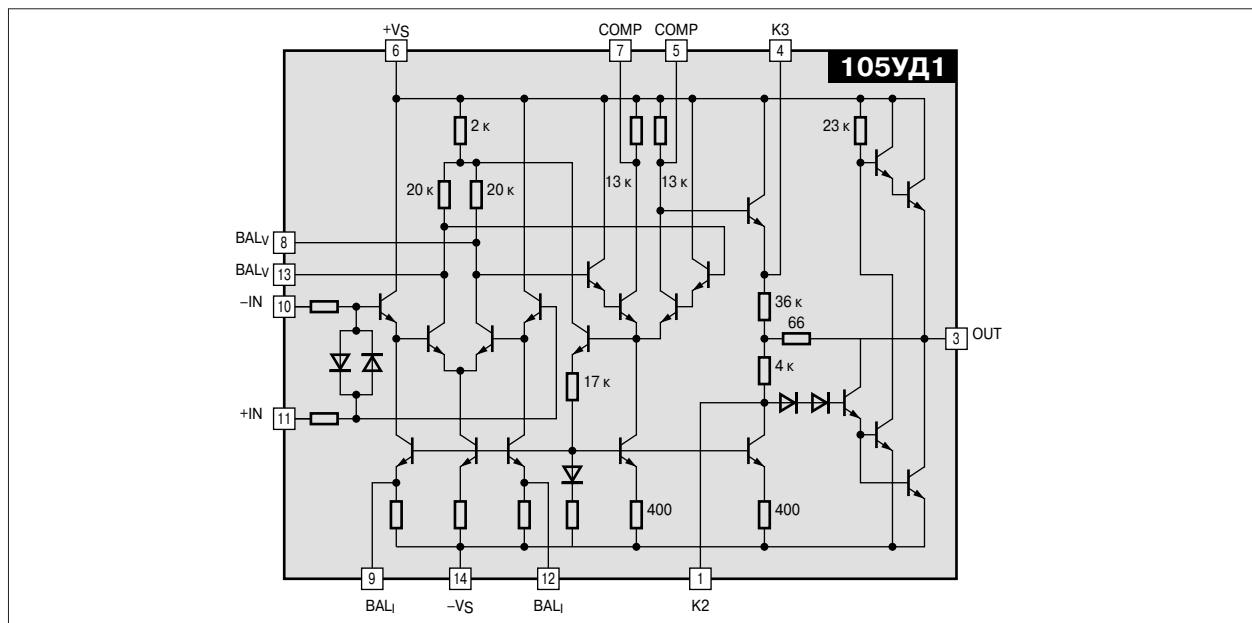 +VS COMP COMP K3
6 7 5 4
105УД1
2 к 23 к
20 к 20 к 13 к 13 к
BALV 8
BALV 13
–IN 10
36 к
66
3 OUT
4 к
17 к
+IN 11
400 400
9 14 12 1
BALI –VS BALI K2